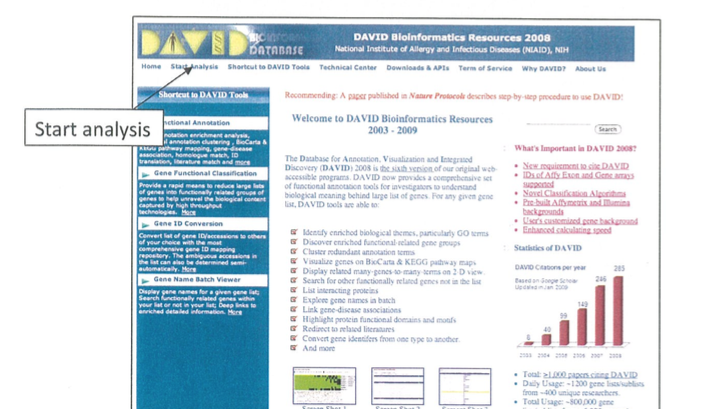 DAVID BIOINFORMATICS
DATABASE
DAVID Bioinformatics Resources 2008
National Institute of Allergy and Infectious Diseases (NIAID), NIH
Home Start Analysis Shortcut to DAVID Tools Technical Center Downloads & APIs Term of Service Why DAVID? About Us
Start analysis
Shortcut to DAVID Tools
nctional Annotation
notation enrichment analysis,
al annotation clustering , BioCarta &
KEGG pathway mapping, gene-disease
association, homologue match, ID
translation, literature match and more
Gene Functional Classification
Provide a rapid means to reduce large lists
of genes into functionally related groups of
genes to help unravel the biological content
captured by high throughput
technologies. More
Gene ID Conversion
Convert list of gene ID/accessions to others
of your choice with the most
comprehensive gene ID mapping
repository. The ambiguous accessions in
the list can also be determined semi-
automatically. More
Gene Name Batch Viewer
Display gene names for a given gene list;
Search functionally related genes within
your list or not in your list; Deep links to
enriched detailed information. More
Recommending: A paper published in Nature Protocols describes step-by-step procedure to use DAVID!
Welcome to DAVID Bioinformatics Resources
2003 - 2009
The Database for Annotation, Visualization and Integrated
Discovery (DAVID) 2008 is the sixth version of our original web-
accessible programs. DAVID now provides a comprehensive set
of functional annotation tools for investigators to understand
biological meaning behind large list of genes. For any given gene
list, DAVID tools are able to:
Identify enriched biological themes, particularly GO terms
Discover enriched functional-related gene groups
Cluster redundant annotation terms
Visualize genes on BioCarta & KEGG pathway maps
Display related many-genes-to-many-terms on 2-D view.
Search for other functionally related genes not in the list
List interacting proteins
Explore gene names in batch
Link gene-disease associations
Highlight protein functional domains and motifs
Redirect to related literatures
Convert gene identifers from one type to another.
And more
Screen Shot 1 Screen Shot 2 Screen Shot 3
Search
What's Important in DAVID 2008?
New requirement to cite DAVID
IDs of Affy Exon and Gene arrays
supported
Novel Classification Algorithms
Pre-built Affymetrix and Illumina
backgrounds
User's customized gene background
Enhanced calculating speed
Statistics of DAVID
DAVID Citations per year
Based on Google Scholar
Updated in Jan 2009
0 40 99 149 246 283
2003 2004 2005 2006 2007 2008
Total: >1,000 papers citing DAVID
Daily Usage: ~1200 gene lists/sublists
from ~400 unique researchers.
Total Usage: ~800,000 gene